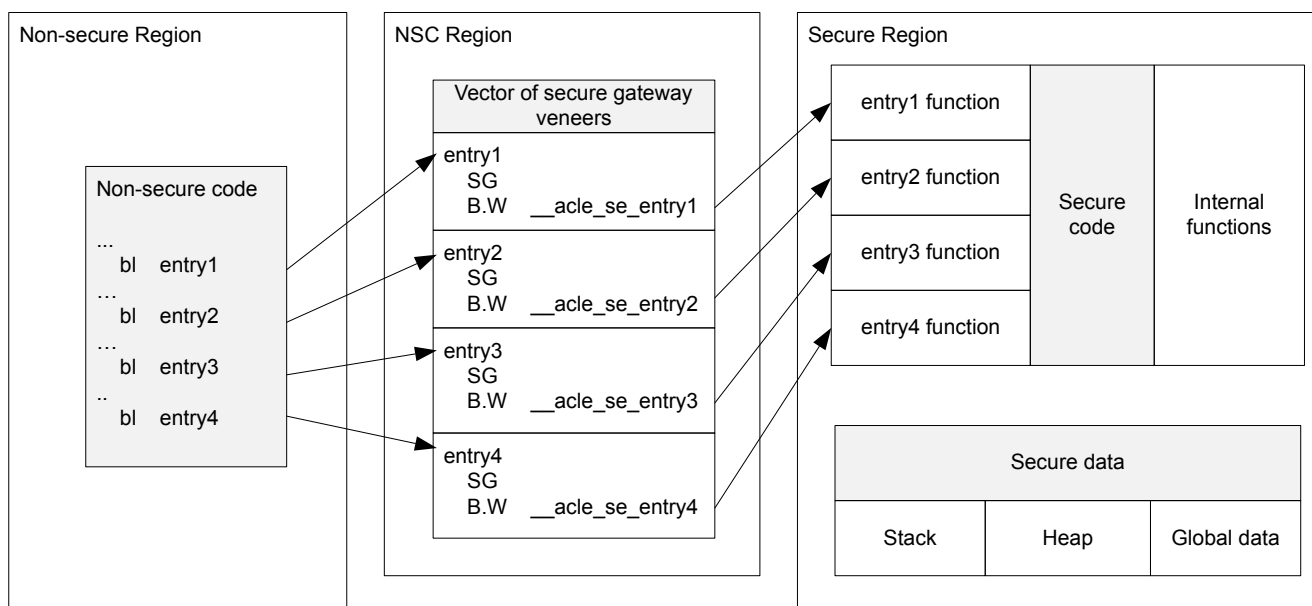 Non-secure Region
Non-secure code
...
bl entry1
...
bl entry2
...
bl entry3
..
bl entry4
NSC Region
Vector of secure gateway
veneers
entry1
SG
B.W __acle_se_entry1
entry2
SG
B.W __acle_se_entry2
entry3
SG
B.W __acle_se_entry3
entry4
SG
B.W __acle_se_entry4
Secure Region
entry1 function
entry2 function
entry3 function
entry4 function
Secure
code
Internal
functions
Secure data
Stack
Heap
Global data